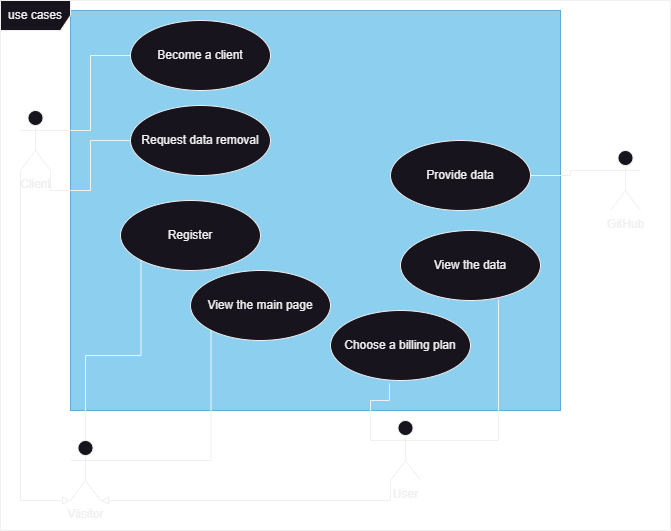 use cases
Become a client
Request data removal
Client
Provide data
GitHub
Register
View the data
View the main page
Choose a billing plan
Viisitor
User